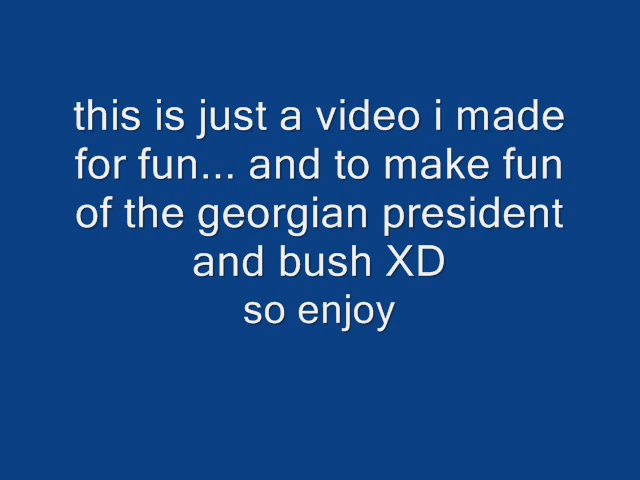 this is just a video i made
for fun... and to make fun
of the georgian president
and bush XD
so enjoy